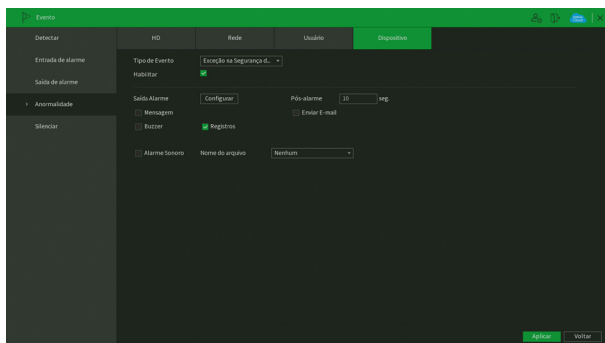 Evento
Detectar
HD
Rede
Usuário
Dispositivo
Entrada de alarme
Saída de alarme
Anormalidade
Silenciar
Tipo de Evento
Exceção na Segurança d..
Habilitar
Saída Alarme
Configurar
Pós-alarme
10
seg.
Mensagem
Enviar E-mail
Buzzer
Registros
Alarme Sonoro
Nome do arquivo
Nenhum
Aplicar
Voltar